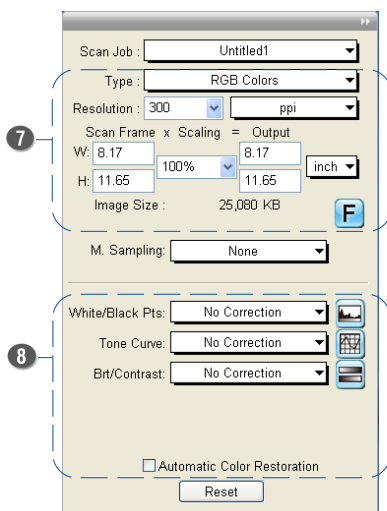 Scan Job : Untitled1
Type : RGB Colors
Resolution : 300 ppi
Scan Frame x Scaling = Output
7
W: 8.17 100% 8.17 inch
H: 11.65 11.65
Image Size : 25,080 KB F
M. Sampling: None
White/Black Pts: No Correction
Tone Curve: No Correction
8
Brt/Contrast: No Correction
Automatic Color Restoration
Reset